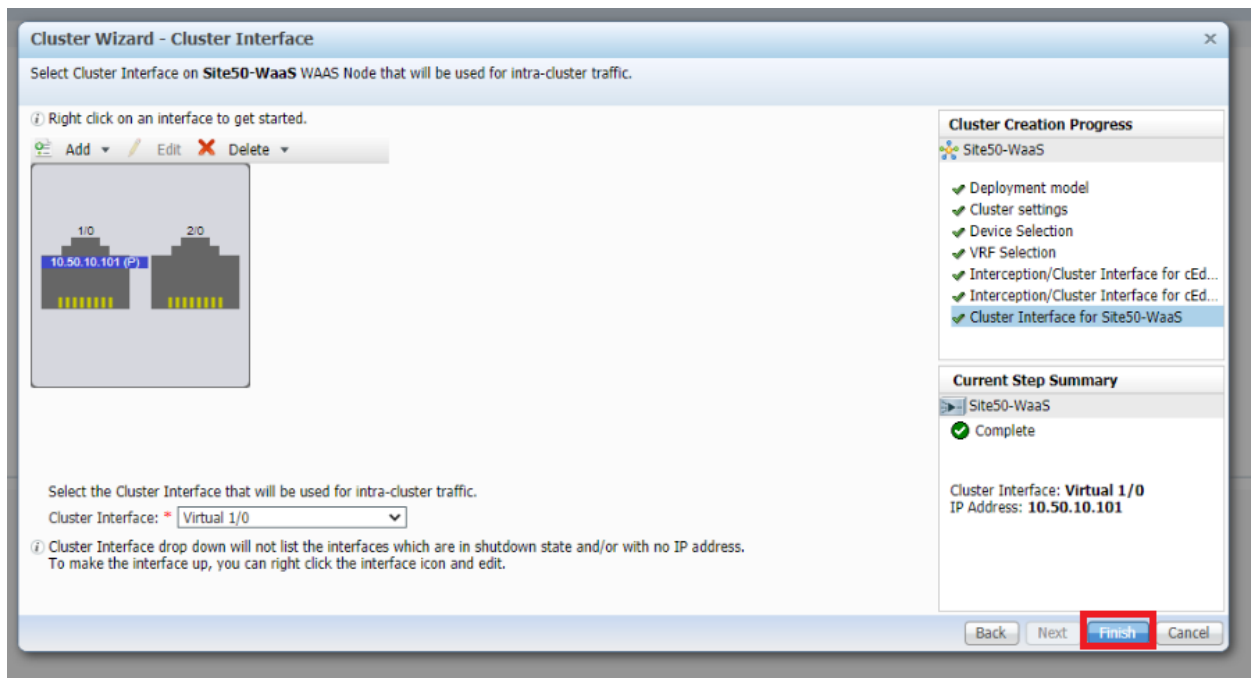 Cluster Wizard - Cluster Interface
Select Cluster Interface on Site50-WaaS WAAS Node that will be used for intra-cluster traffic.
Right click on an interface to get started.
Add Edit Delete
1/0 2/0
10.50.10.101 (P)
Select the Cluster Interface that will be used for intra-cluster traffic.
Cluster Interface: * Virtual 1/0
Cluster Interface drop down will not list the interfaces which are in shutdown state and/or with no IP address.
To make the interface up, you can right click the interface icon and edit.
Cluster Creation Progress
Site50-WaaS
Deployment model
Cluster settings
Device Selection
VRF Selection
Interception/Cluster Interface for cEd...
Interception/Cluster Interface for cEd...
Cluster Interface for Site50-WaaS
Current Step Summary
Site50-WaaS
Complete
Cluster Interface: Virtual 1/0
IP Address: 10.50.10.101
Back Next Finish Cancel